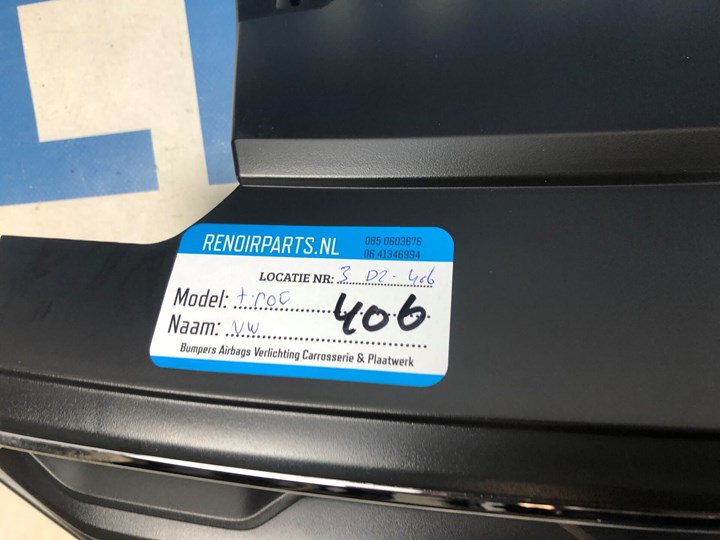 RENOIRPARTS.NL
085 0603676
06 41346994
LOCATIE NR: 3 D2-406
Model: t-roc
406
Naam: VW
Bumpers Airbags Verlichting Carrosserie & Plaatwerk